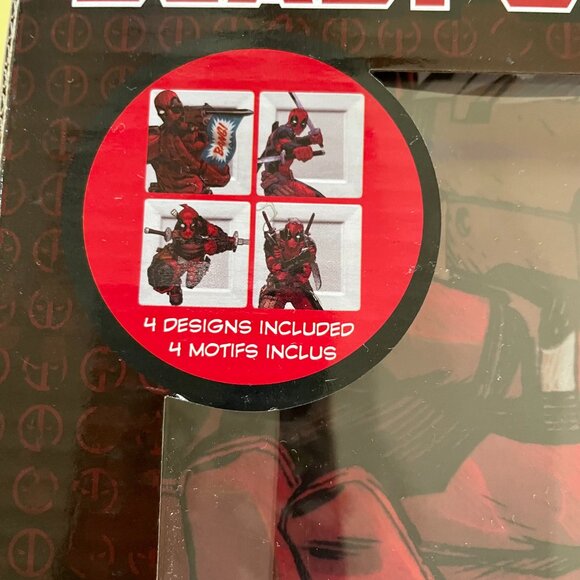 BANG!
4 DESIGNS INCLUDED
4 MOTIFS INCLUS